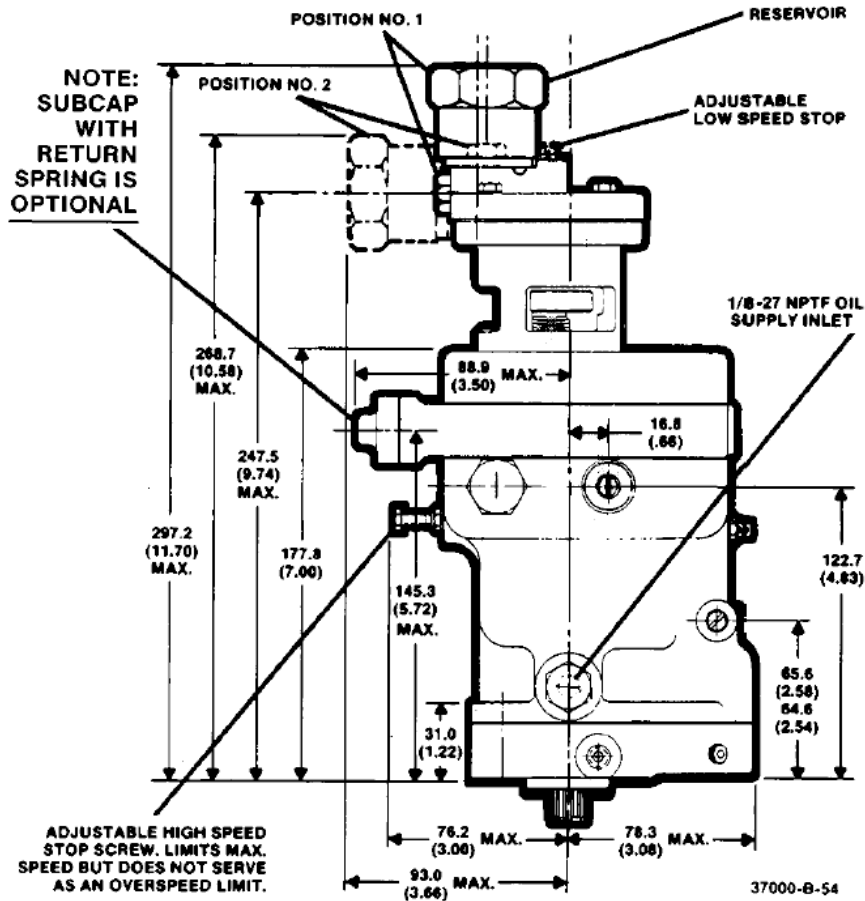 POSITION NO. 1
RESERVOIR
NOTE:
SUBCAP
WITH
RETURN
SPRING IS
OPTIONAL
POSITION NO. 2
ADJUSTABLE
LOW SPEED STOP
1/8-27 NPTF OIL
SUPPLY INLET
268.7
(10.58)
MAX.
88.9
(3.50) MAX.
16.8
(.66)
247.5
(9.74)
MAX.
297.2
(11.70)
MAX.
177.8
(7.00)
145.3
(5.72)
MAX.
122.7
(4.83)
65.6
(2.58)
64.6
(2.54)
31.0
(1.22)
ADJUSTABLE HIGH SPEED
STOP SCREW. LIMITS MAX.
SPEED BUT DOES NOT SERVE
AS AN OVERSPEED LIMIT.
76.2
(3.00) MAX.
78.3
(3.08) MAX.
93.0
(3.66) MAX.
37000-B-54